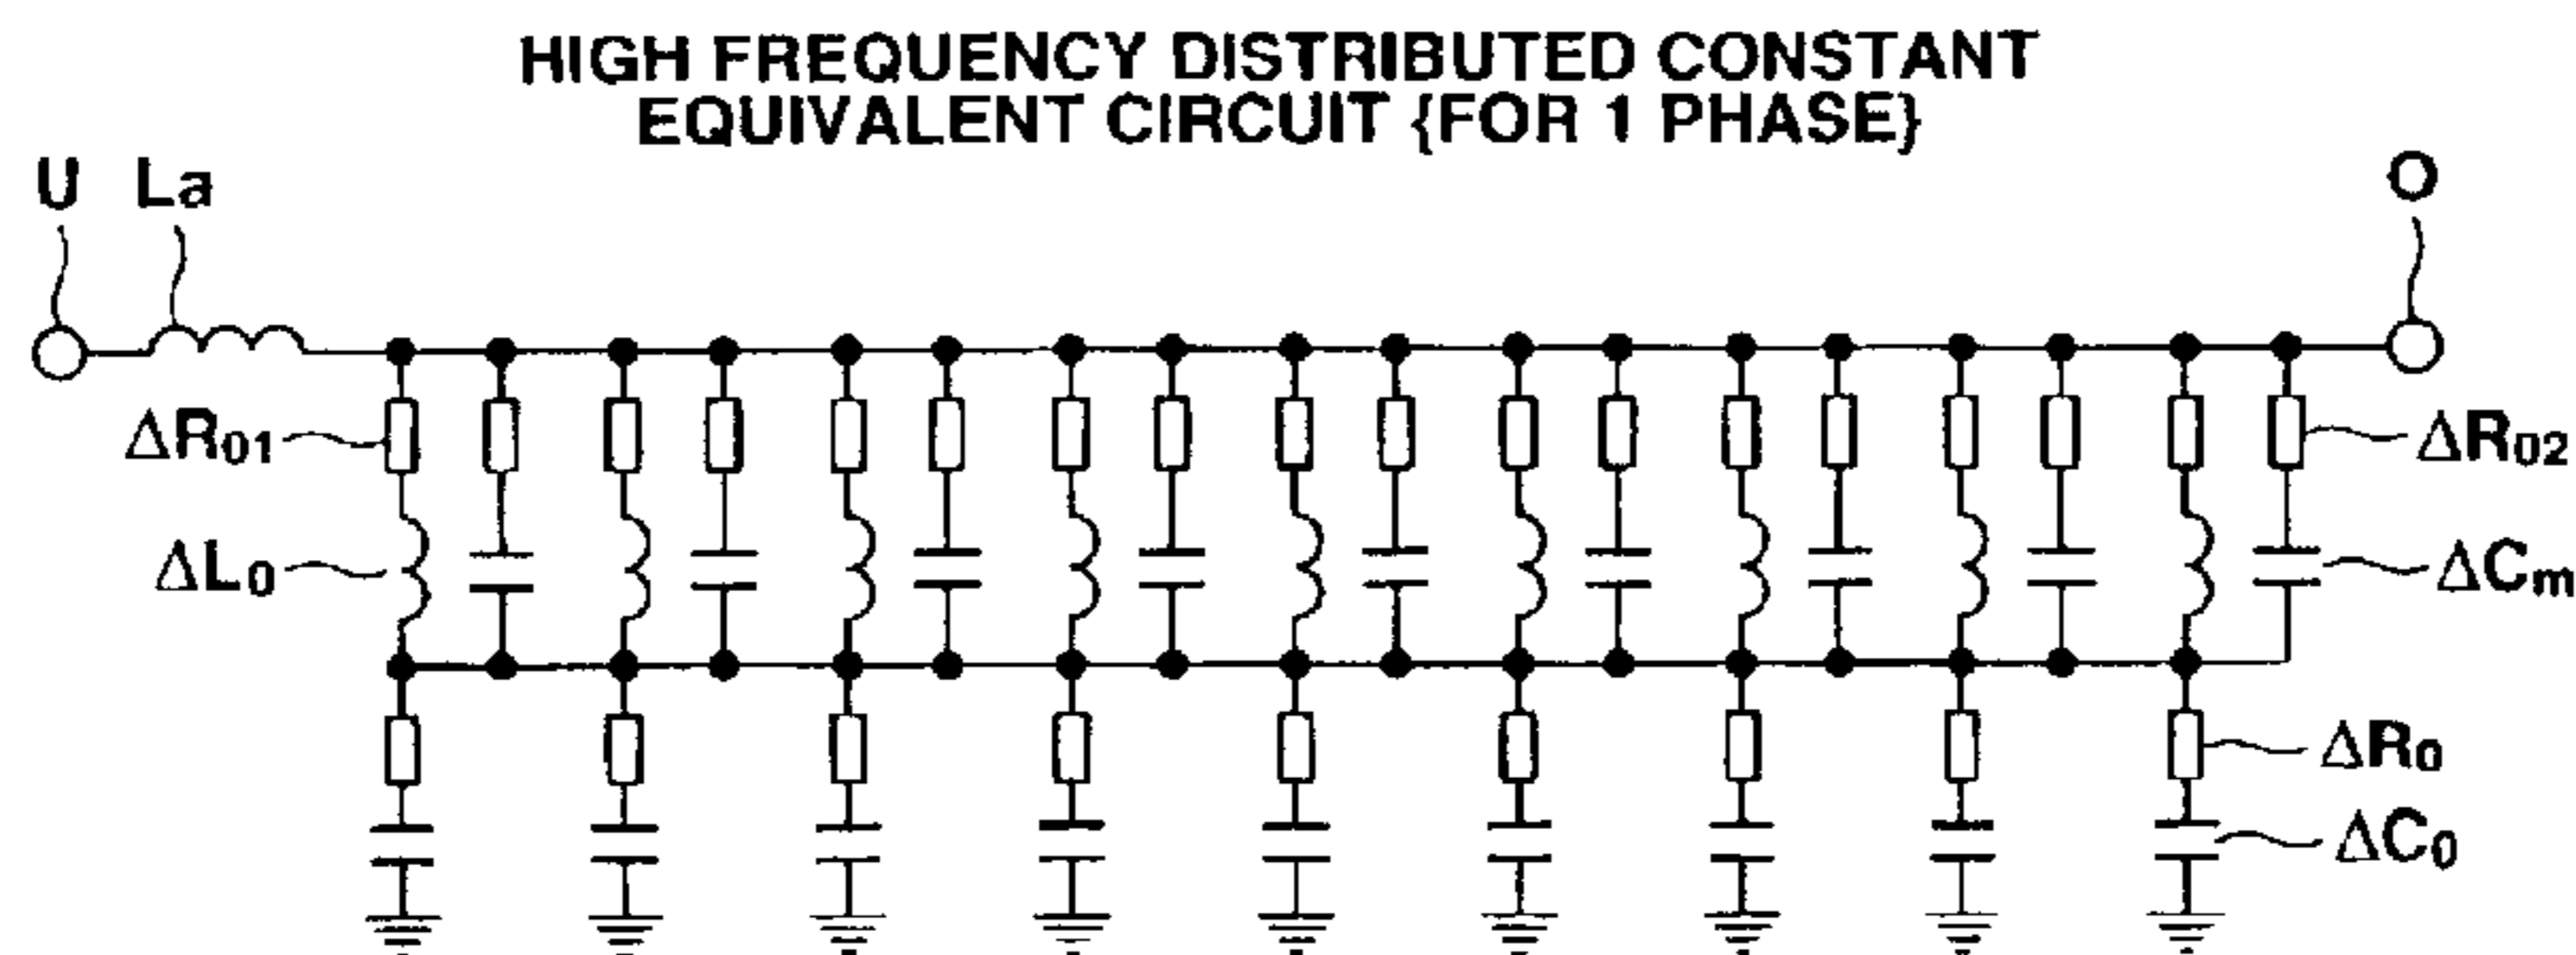 HIGH FREQUENCY DISTRIBUTED CONSTANT
EQUIVALENT CIRCUIT {FOR 1 PHASE}
U La O
ΔR01 ΔR02
ΔL0 ΔCm
ΔR0
ΔC0